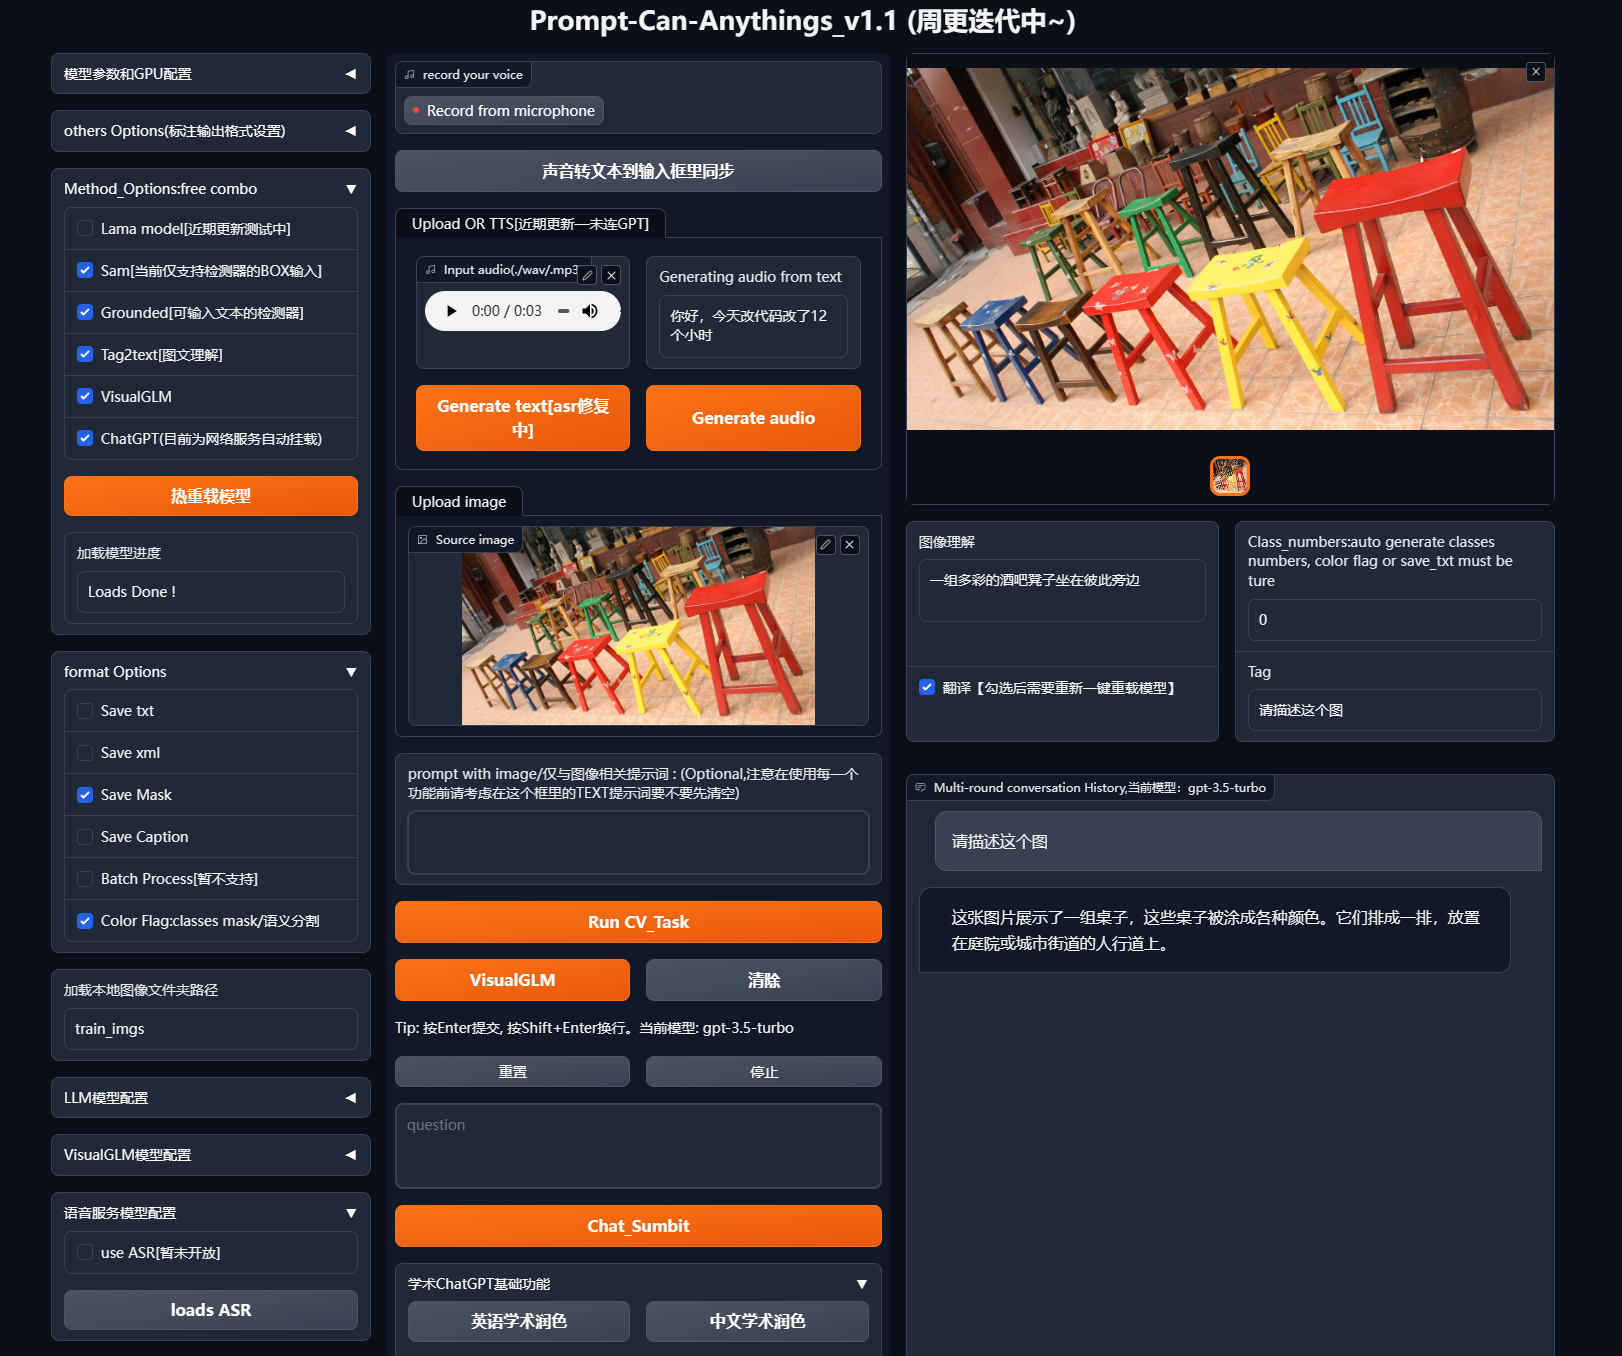 Prompt-Can-Anythings_v1.1 (周更迭代中~)
模型参数和GPU配置
others Options(标注输出格式设置)
Method_Options:free combo
Lama model[近期更新测试中]
Sam[当前仅支持检测器的BOX输入]
Grounded[可输入文本的检测器]
Tag2text[图文理解]
VisualGLM
ChatGPT(目前为网络服务自动挂载)
热重载模型
加载模型进度
Loads Done !
format Options
Save txt
Save xml
Save Mask
Save Caption
Batch Process[暂不支持]
Color Flag:classes mask/语义分割
加载本地图像文件夹路径
train_imgs
LLM模型配置
VisualGLM模型配置
语音服务模型配置
use ASR[暂未开放]
loads ASR
record your voice
Record from microphone
声音转文本到输入框里同步
Upload OR TTS[近期更新—未连GPT]
Input audio(./wav/.mp3
0:00 / 0:03
Generating audio from text
你好，今天改代码改了12
个小时
Generate text[asr修复
中]
Generate audio
Upload image
Source image
prompt with image/仅与图像相关提示词 : (Optional,注意在使用每一个
功能前请考虑在这个框里的TEXT提示词要不要先清空)
Run CV_Task
VisualGLM
清除
Tip: 按Enter提交, 按Shift+Enter换行。当前模型: gpt-3.5-turbo
重置
停止
question
Chat_Sumbit
学术ChatGPT基础功能
英语学术润色
中文学术润色
图像理解
一组多彩的酒吧凳子坐在彼此旁边
翻译【勾选后需要重新一键重载模型】
Class_numbers:auto generate classes
numbers, color flag or save_txt must be
ture
0
Tag
请描述这个图
Multi-round conversation History,当前模型：gpt-3.5-turbo
请描述这个图
这张图片展示了一组桌子，这些桌子被涂成各种颜色。它们排成一排，放置
在庭院或城市街道的人行道上。